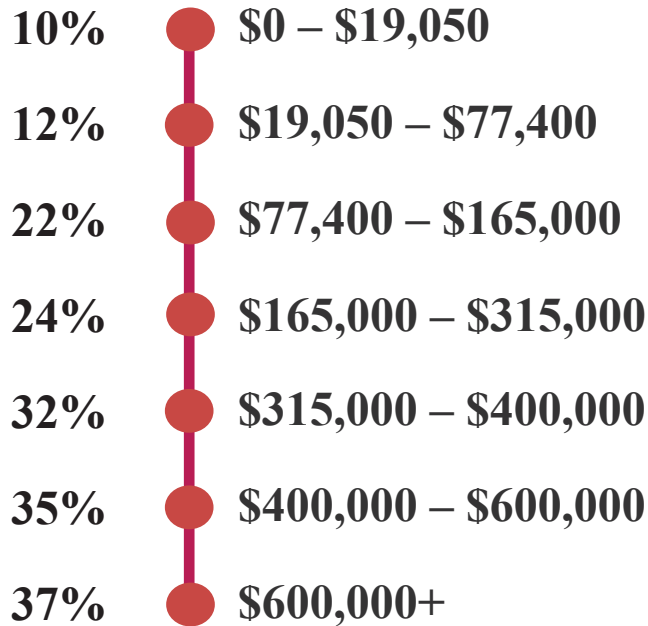 10% $0 – $19,050
12% $19,050 – $77,400
22% $77,400 – $165,000
24% $165,000 – $315,000
32% $315,000 – $400,000
35% $400,000 – $600,000
37% $600,000+